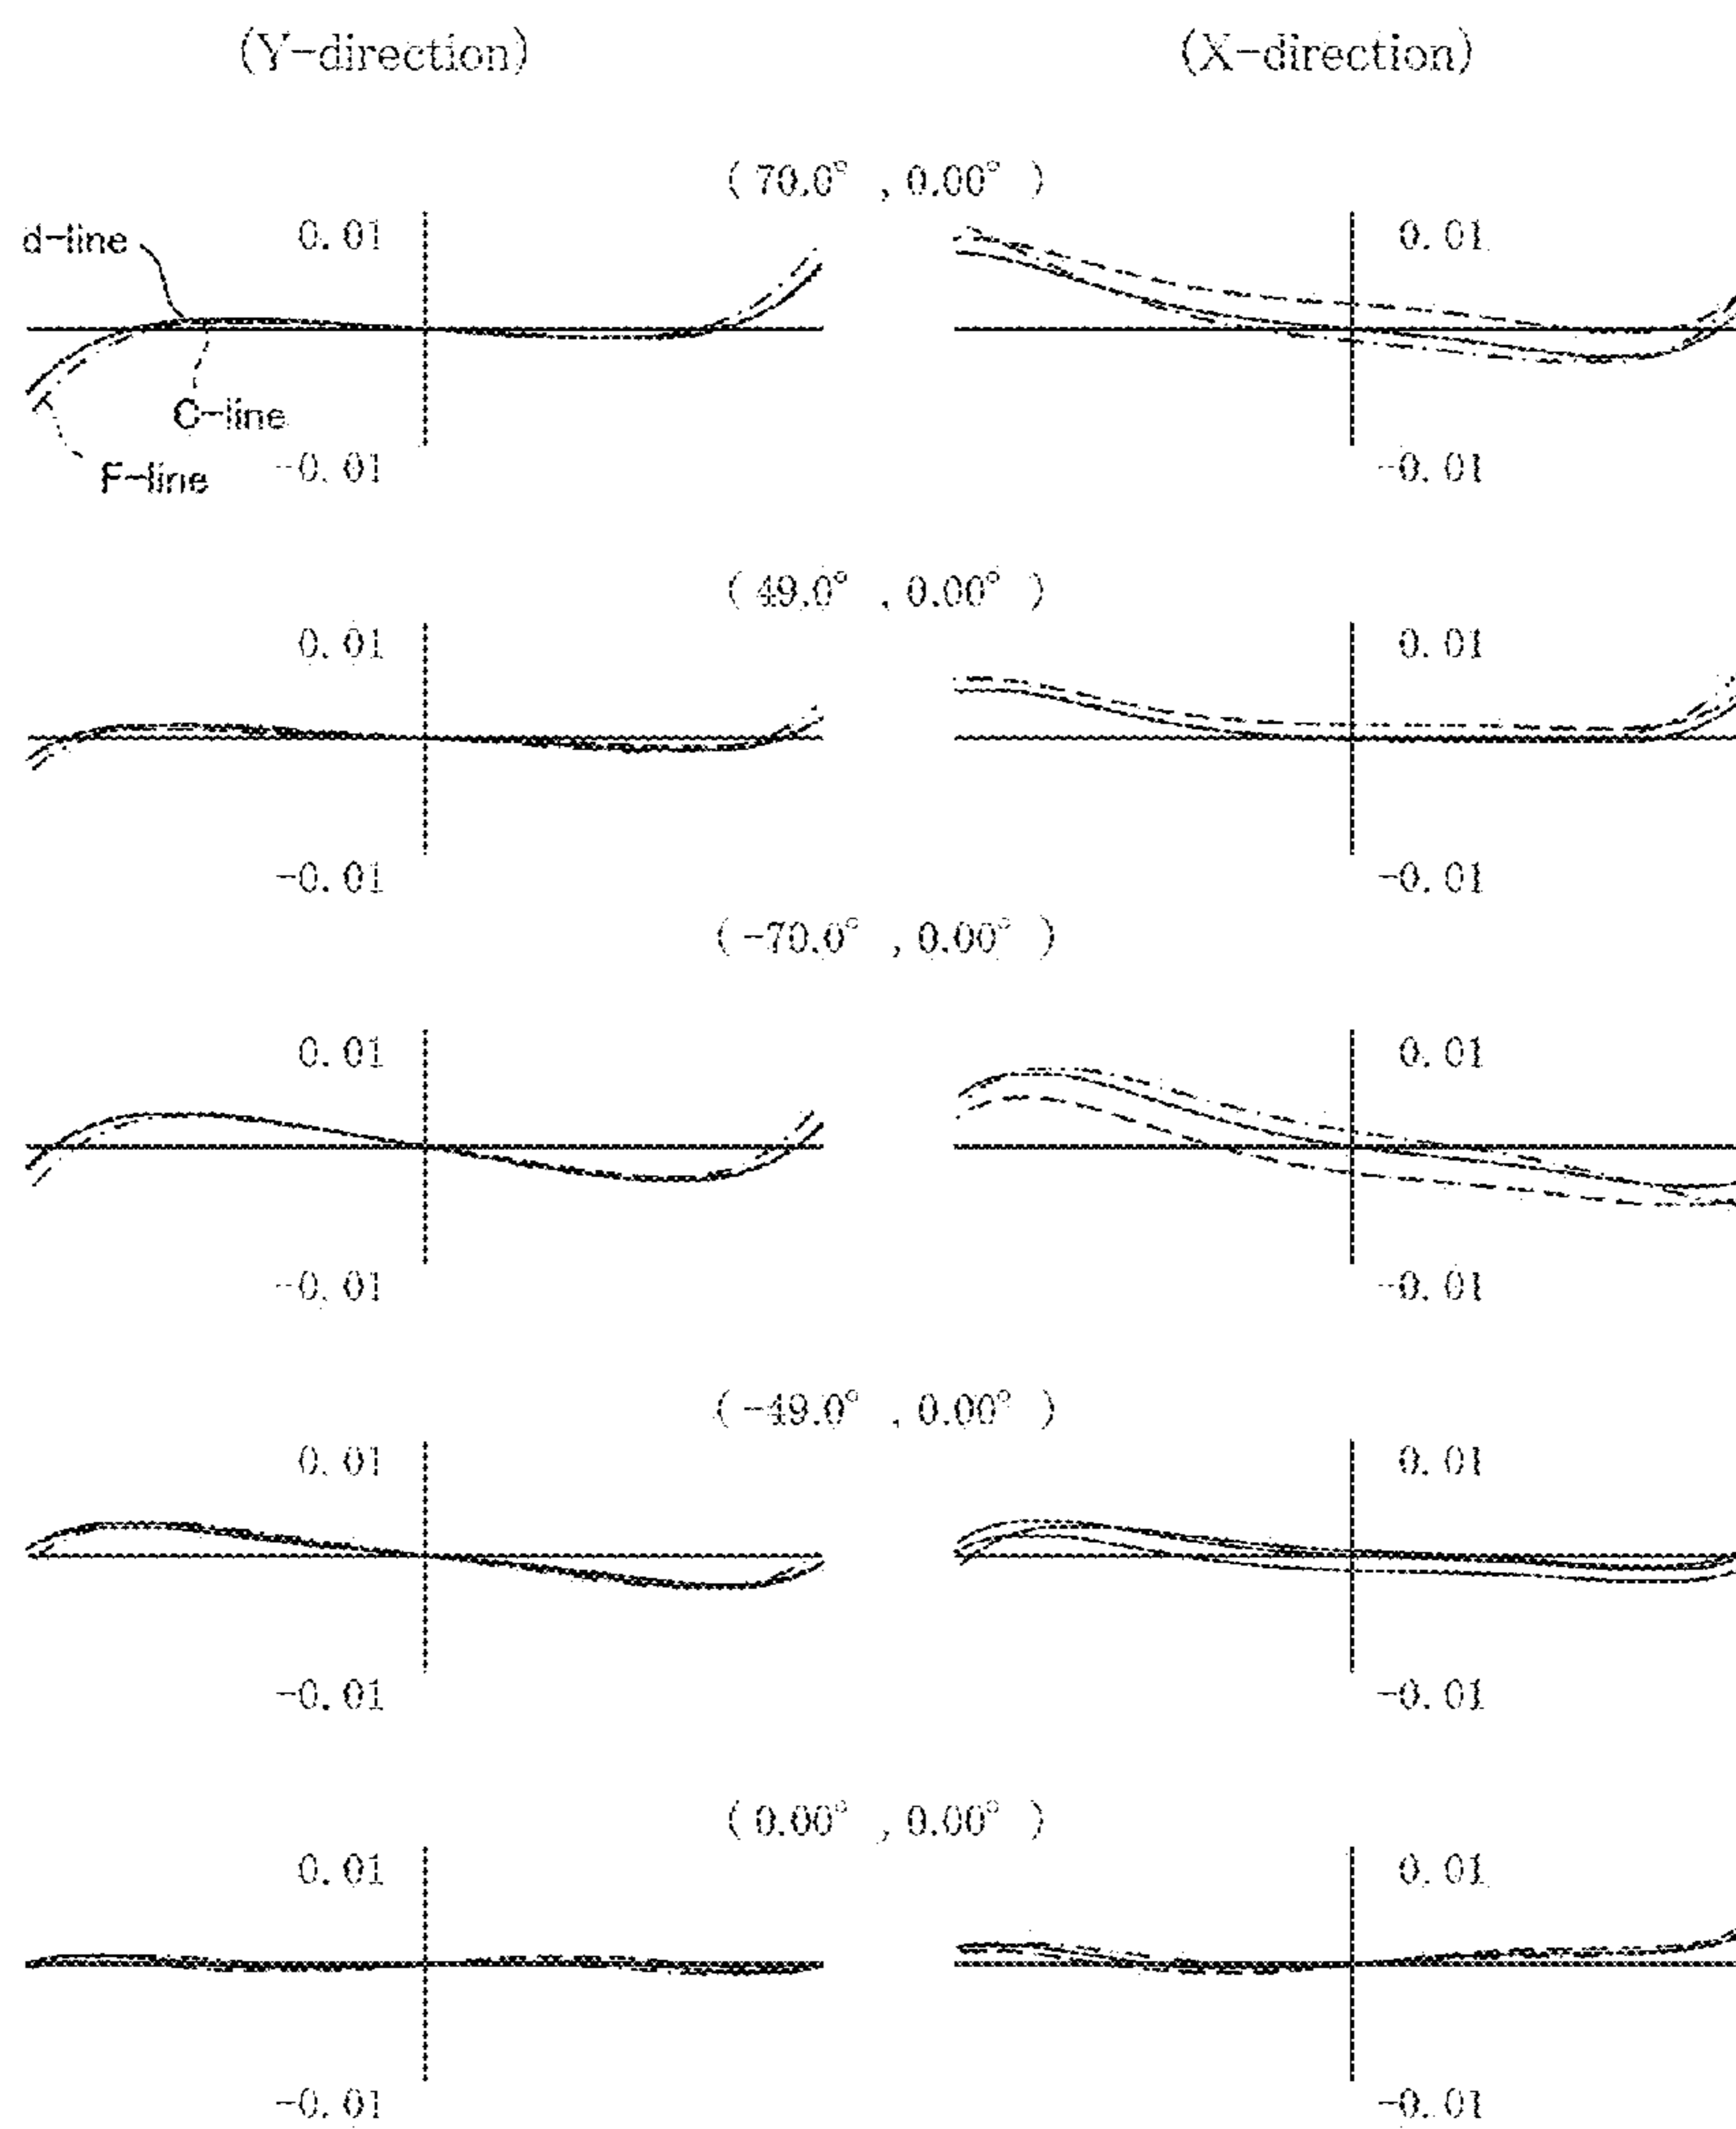 (Y-direction) (X-direction)
( 70.0° , 0.00° )
d-line 0.01 0.01
C-line
F-line -0.01 -0.01
( 49.0° , 0.00° )
0.01 0.01
-0.01 -0.01
( -70.0° , 0.00° )
0.01 0.01
-0.01 -0.01
( -49.0° , 0.00° )
0.01 0.01
-0.01 -0.01
( 0.00° , 0.00° )
0.01 0.01
-0.01 -0.01